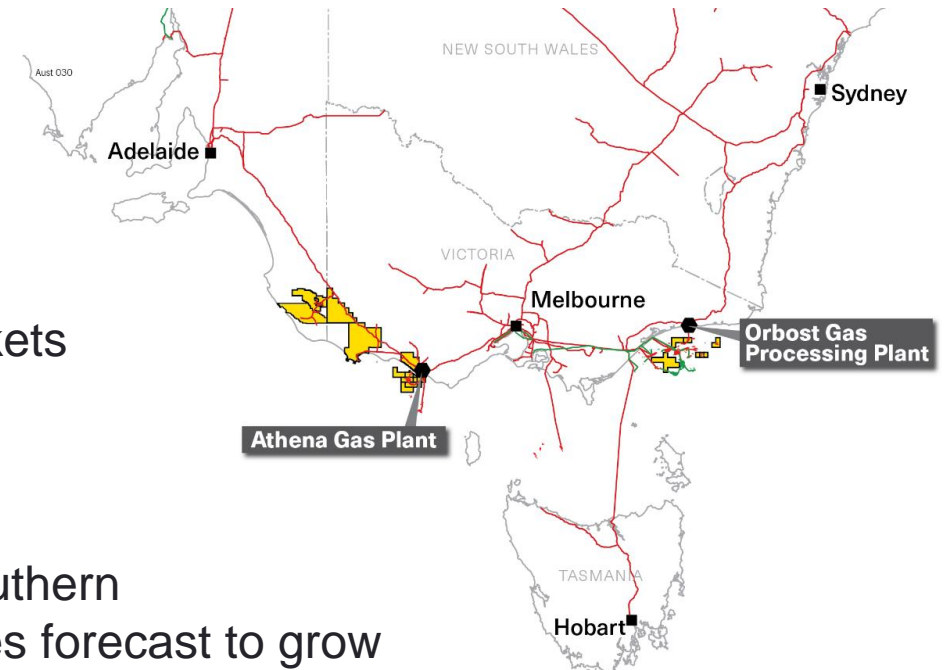 NEW SOUTH WALES
Aust 030
Sydney
Adelaide
VICTORIA
Melbourne
kets
Orbost Gas
Processing Plant
Athena Gas Plant
uthern
TASMANIA
es forecast to grow
Hobart